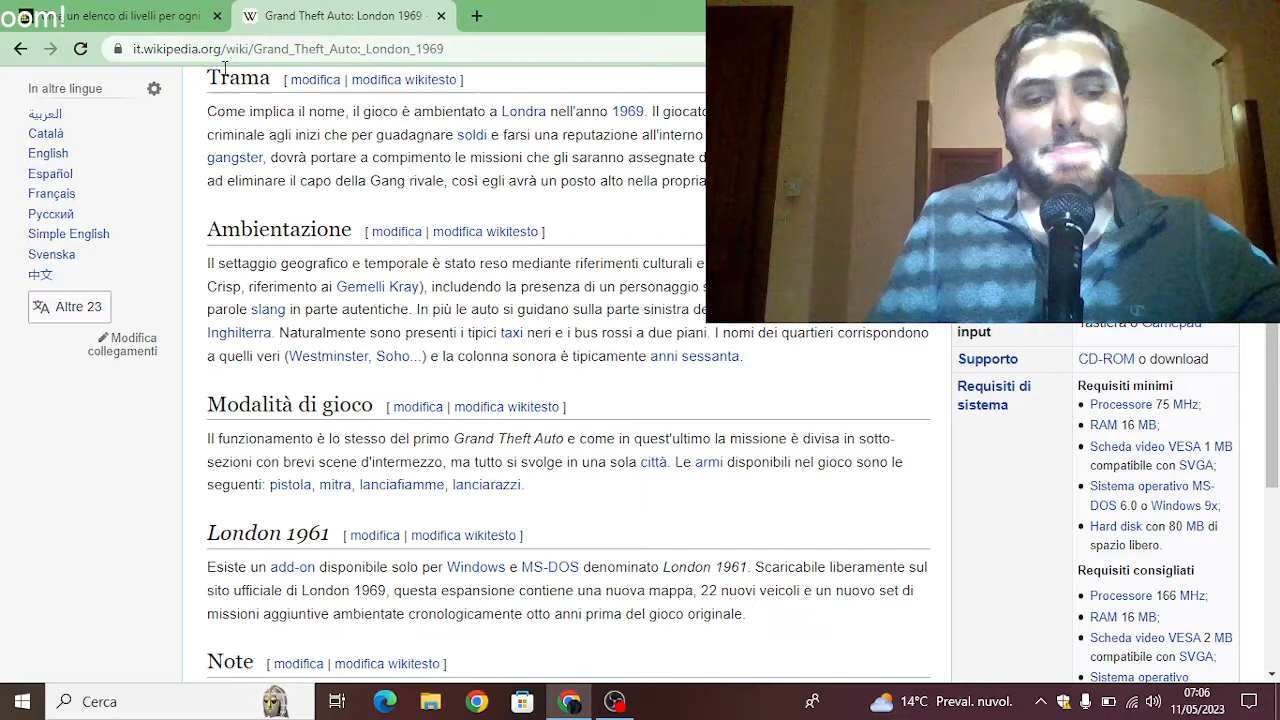 oom!
un elenco di livelli per ogni
Grand Theft Auto: London 1969
it.wikipedia.org/wiki/Grand_Theft_Auto:_London_1969
In altre lingue
العربية
Català
English
Español
Français
Русский
Simple English
Svenska
中文
Altre 23
Modifica
collegamenti
Trama [ modifica | modifica wikitesto ]
Come implica il nome, il gioco è ambientato a Londra nell'anno 1969. Il giocato
criminale agli inizi che per guadagnare soldi e farsi una reputazione all'interno
gangster, dovrà portare a compimento le missioni che gli saranno assegnate d
ad eliminare il capo della Gang rivale, così egli avrà un posto alto nella propria
Ambientazione [ modifica | modifica wikitesto ]
Il settaggio geografico e temporale è stato reso mediante riferimenti culturali e
Crisp, riferimento ai Gemelli Kray), includendo la presenza di un personaggio s
parole slang in parte autentiche. In più le auto si guidano sulla parte sinistra de
Inghilterra. Naturalmente sono presenti i tipici taxi neri e i bus rossi a due piani. I nomi dei quartieri corrispondono
a quelli veri (Westminster, Soho...) e la colonna sonora è tipicamente anni sessanta.
Modalità di gioco [ modifica | modifica wikitesto ]
Il funzionamento è lo stesso del primo Grand Theft Auto e come in quest'ultimo la missione è divisa in sotto-
sezioni con brevi scene d'intermezzo, ma tutto si svolge in una sola città. Le armi disponibili nel gioco sono le
seguenti: pistola, mitra, lanciafiamme, lanciarazzi.
London 1961 [ modifica | modifica wikitesto ]
Esiste un add-on disponibile solo per Windows e MS-DOS denominato London 1961. Scaricabile liberamente sul
sito ufficiale di London 1969, questa espansione contiene una nuova mappa, 22 nuovi veicoli e un nuovo set di
missioni aggiuntive ambientate cronologicamente otto anni prima del gioco originale.
Note [ modifica | modifica wikitesto ]
input
Tastiera o Gamepad
Supporto CD-ROM o download
Requisiti di
sistema
Requisiti minimi
Processore 75 MHz;
RAM 16 MB;
Scheda video VESA 1 MB
compatibile con SVGA;
Sistema operativo MS-
DOS 6.0 o Windows 9x;
Hard disk con 80 MB di
spazio libero.
Requisiti consigliati
Processore 166 MHz;
RAM 16 MB;
Scheda video VESA 2 MB
compatibile con SVGA;
Sistema operativo
Cerca
14°C Preval. nuvol.
07:06
11/05/2023